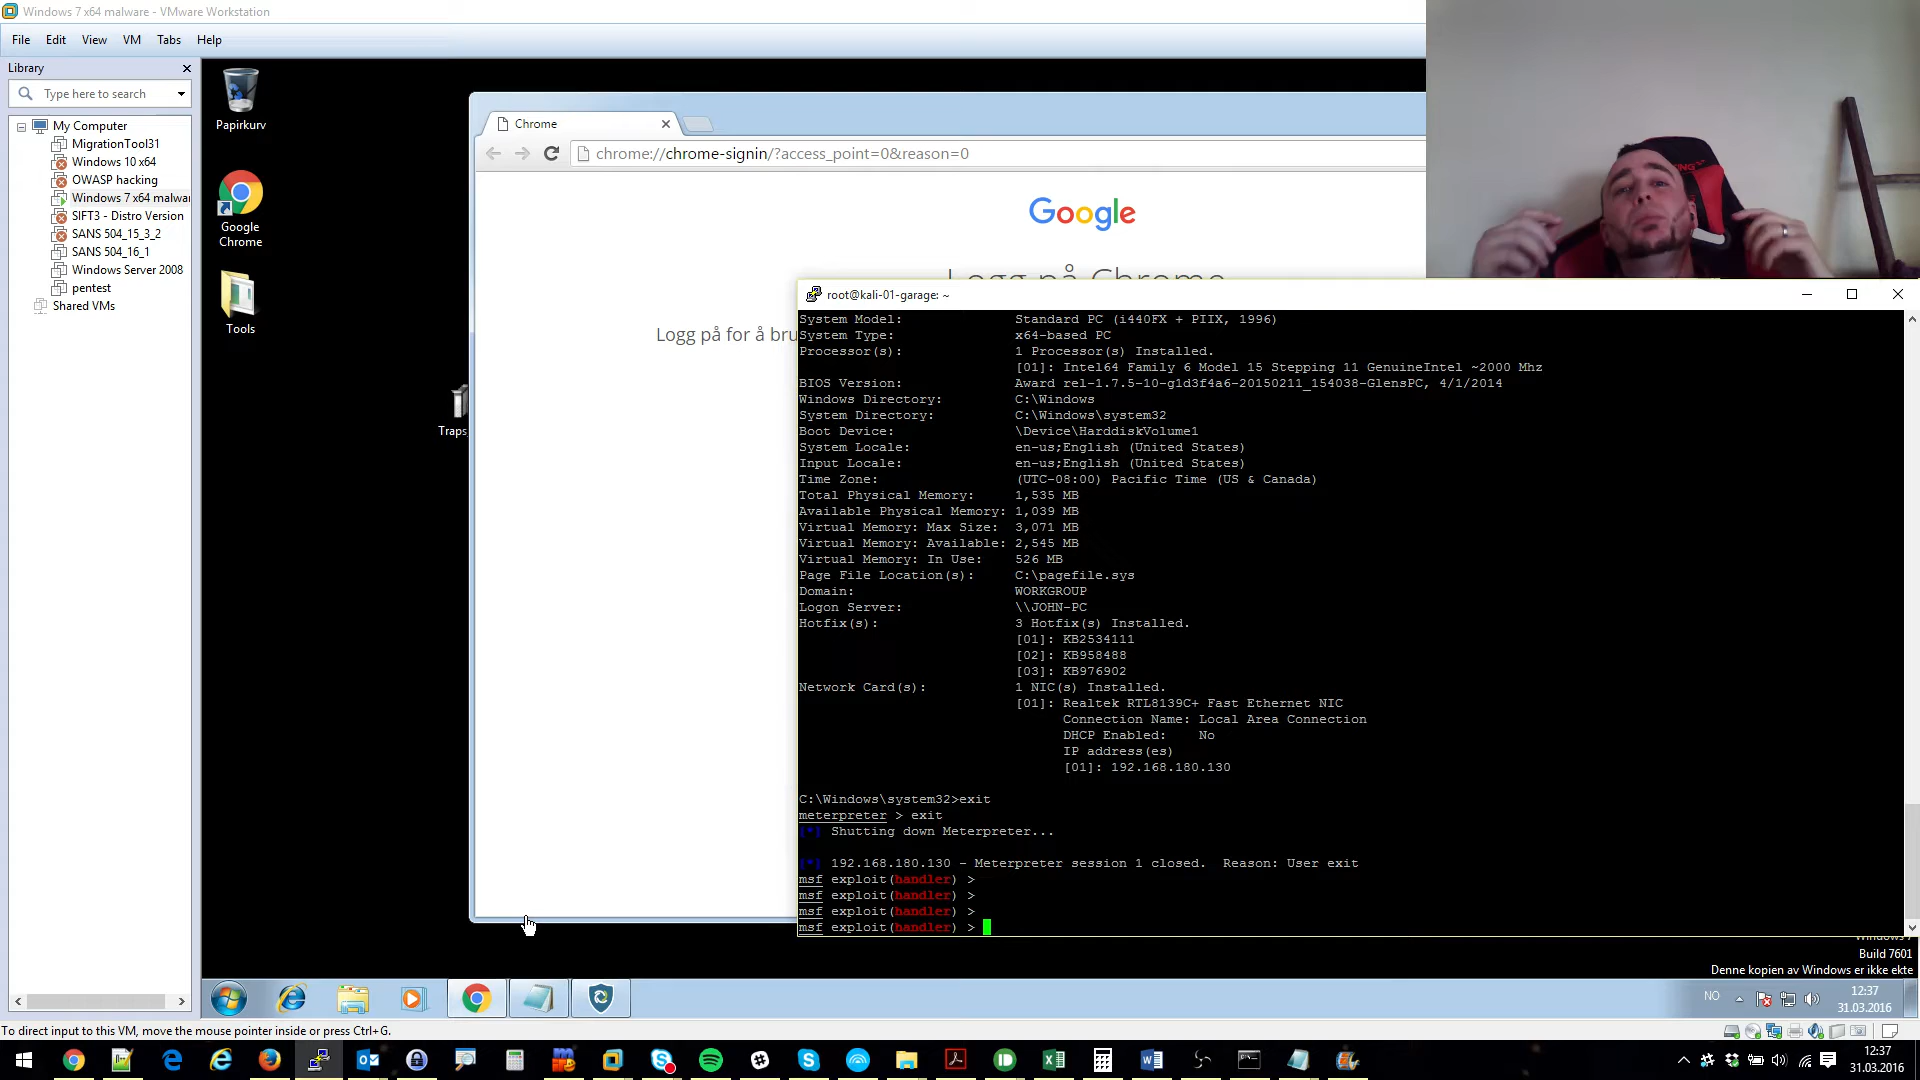 Windows 7 x64 malware - VMware Workstation
File Edit View VM Tabs Help
Library
Type here to search
My Computer
MigrationTool31
Windows 10 x64
OWASP hacking
Windows 7 x64 malwar
SIFT3 - Distro Version
SANS 504_15_3_2
SANS 504_16_1
Windows Server 2008
pentest
Shared VMs
Papirkurv
Google
Chrome
Tools
Traps
Chrome
chrome://chrome-signin/?access_point=0&reason=0
Google
Logg på Chrome
Logg på for å bru
root@kali-01-garage: ~
System Model: Standard PC (i440FX + PIIX, 1996)
System Type: x64-based PC
Processor(s): 1 Processor(s) Installed.
[01]: Intel64 Family 6 Model 15 Stepping 11 GenuineIntel ~2000 Mhz
BIOS Version: Award rel-1.7.5-10-g1d3f4a6-20150211_154038-GlensPC, 4/1/2014
Windows Directory: C:\Windows
System Directory: C:\Windows\system32
Boot Device: \Device\HarddiskVolume1
System Locale: en-us;English (United States)
Input Locale: en-us;English (United States)
Time Zone: (UTC-08:00) Pacific Time (US & Canada)
Total Physical Memory: 1,535 MB
Available Physical Memory: 1,039 MB
Virtual Memory: Max Size: 3,071 MB
Virtual Memory: Available: 2,545 MB
Virtual Memory: In Use: 526 MB
Page File Location(s): C:\pagefile.sys
Domain: WORKGROUP
Logon Server: \\JOHN-PC
Hotfix(s): 3 Hotfix(s) Installed.
[01]: KB2534111
[02]: KB958488
[03]: KB976902
Network Card(s): 1 NIC(s) Installed.
[01]: Realtek RTL8139C+ Fast Ethernet NIC
Connection Name: Local Area Connection
DHCP Enabled: No
IP address(es)
[01]: 192.168.180.130
C:\Windows\system32>exit
meterpreter > exit
[*] Shutting down Meterpreter...
[*] 192.168.180.130 - Meterpreter session 1 closed. Reason: User exit
msf exploit(handler) >
msf exploit(handler) >
msf exploit(handler) >
msf exploit(handler) >
Build 7601
Denne kopien av Windows er ikke ekte
NO
12:37
31.03.2016
To direct input to this VM, move the mouse pointer inside or press Ctrl+G.
12:37
31.03.2016